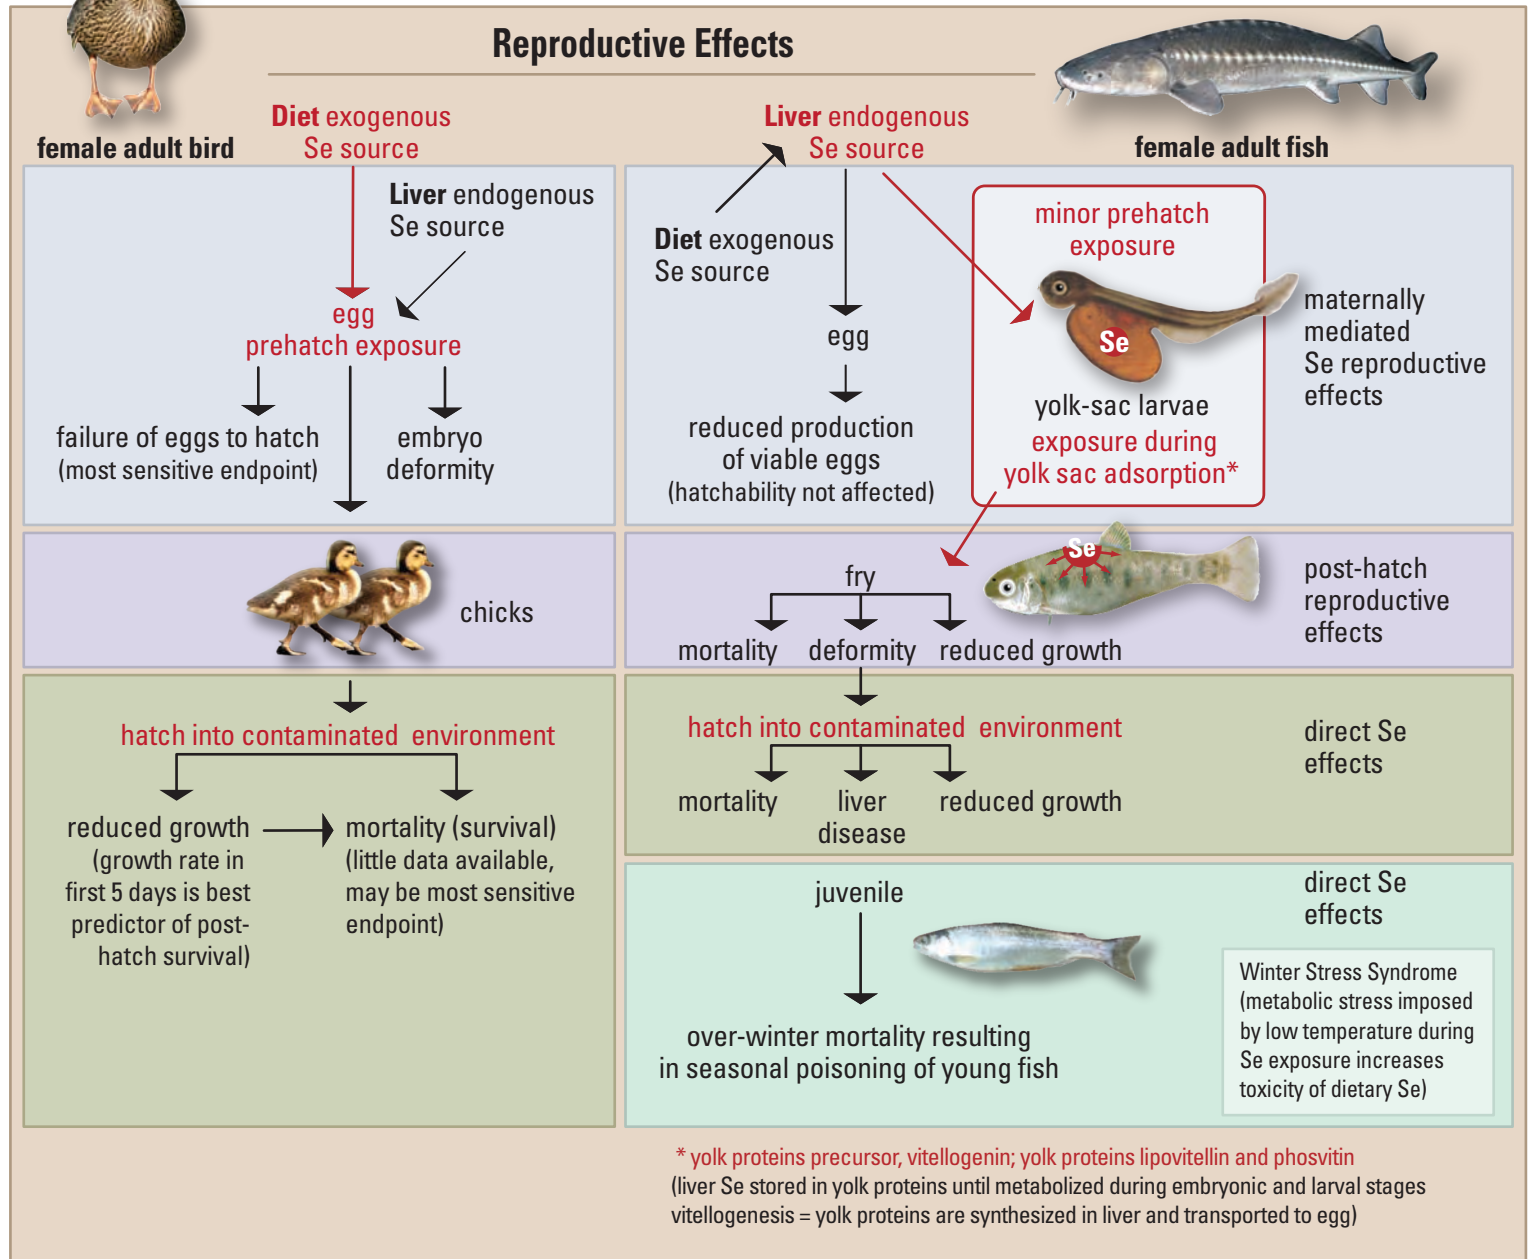 Reproductive Effects
female adult bird
Diet exogenous
Se source
Liver endogenous
Se source
egg
prehatch exposure
failure of eggs to hatch
(most sensitive endpoint)
embryo
deformity
chicks
hatch into contaminated environment
reduced growth
(growth rate in
first 5 days is best
predictor of post-
hatch survival)
mortality (survival)
(little data available,
may be most sensitive
endpoint)
Liver endogenous
Se source
female adult fish
Diet exogenous
Se source
egg
reduced production
of viable eggs
(hatchability not affected)
minor prehatch
exposure
Se
yolk-sac larvae
exposure during
yolk sac adsorption*
maternally
mediated
Se reproductive
effects
fry
Se
mortality
deformity
reduced growth
post-hatch
reproductive
effects
hatch into contaminated environment
mortality
liver
disease
reduced growth
direct Se
effects
juvenile
over-winter mortality resulting
in seasonal poisoning of young fish
direct Se
effects
Winter Stress Syndrome
(metabolic stress imposed
by low temperature during
Se exposure increases
toxicity of dietary Se)
* yolk proteins precursor, vitellogenin; yolk proteins lipovitellin and phosvitin
(liver Se stored in yolk proteins until metabolized during embryonic and larval stages
vitellogenesis = yolk proteins are synthesized in liver and transported to egg)